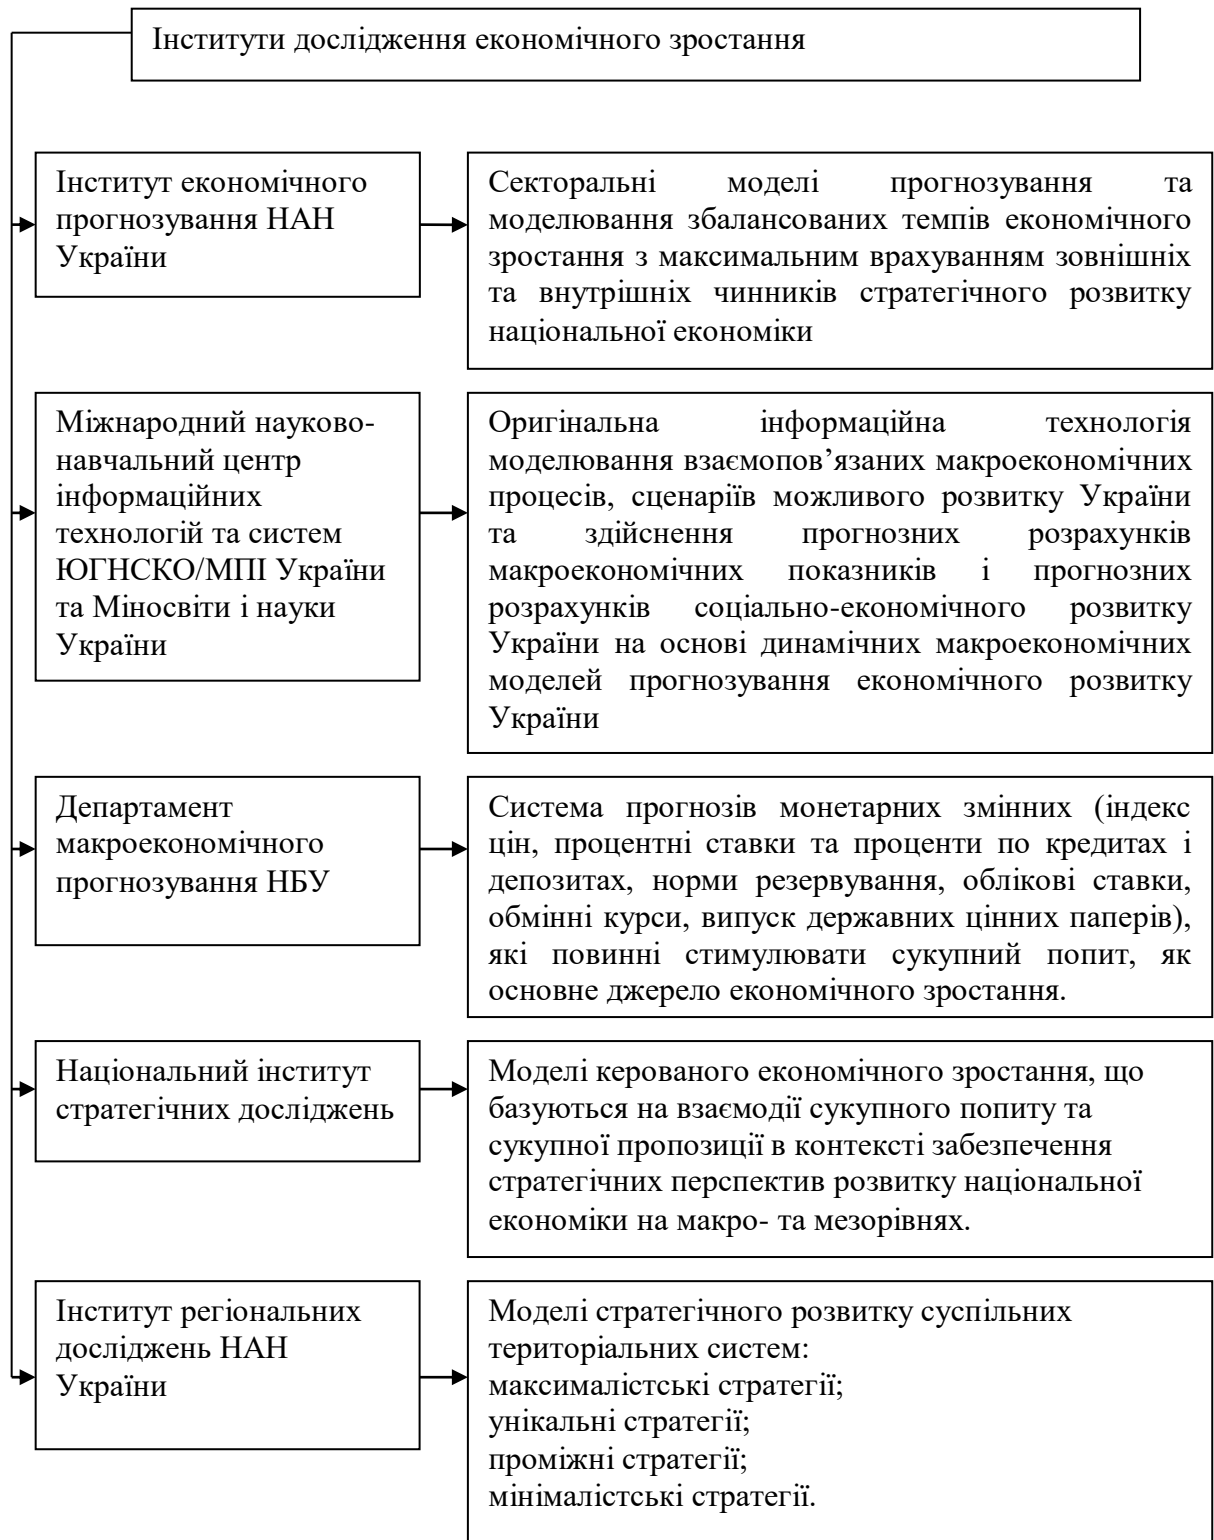 Інститути дослідження економічного зростання
Інститут економічного
прогнозування НАН
України
Секторальні моделі прогнозування та
моделювання збалансованих темпів економічного
зростання з максимальним врахуванням зовнішніх
та внутрішніх чинників стратегічного розвитку
національної економіки
Міжнародний науково-
навчальний центр
інформаційних
технологій та систем
ЮГНСКО/МПІ України
та Міносвіти і науки
України
Оригінальна інформаційна технологія
моделювання взаємопов’язаних макроекономічних
процесів, сценаріїв можливого розвитку України
та здійснення прогнозних розрахунків
макроекономічних показників і прогнозних
розрахунків соціально-економічного розвитку
України на основі динамічних макроекономічних
моделей прогнозування економічного розвитку
України
Департамент
макроекономічного
прогнозування НБУ
Система прогнозів монетарних змінних (індекс
цін, процентні ставки та проценти по кредитах і
депозитах, норми резервування, облікові ставки,
обмінні курси, випуск державних цінних паперів),
які повинні стимулювати сукупний попит, як
основне джерело економічного зростання.
Національний інститут
стратегічних досліджень
Моделі керованого економічного зростання, що
базуються на взаємодії сукупного попиту та
сукупної пропозиції в контексті забезпечення
стратегічних перспектив розвитку національної
економіки на макро- та мезорівнях.
Інститут регіональних
досліджень НАН
України
Моделі стратегічного розвитку суспільних
територіальних систем:
максималістські стратегії;
унікальні стратегії;
проміжні стратегії;
мінімалістські стратегії.